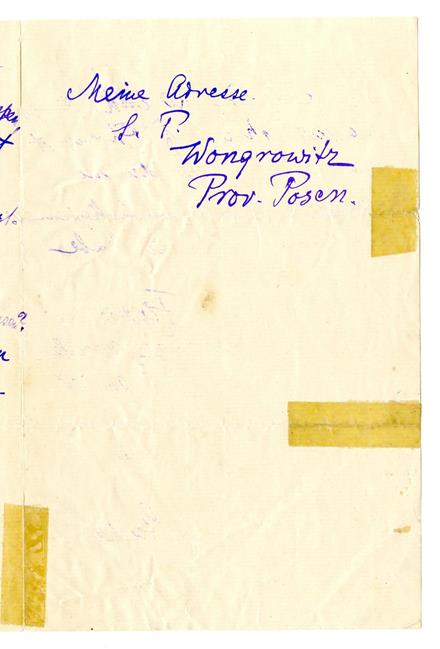 Meine Adresse.
L. P.
Wongrowitz
Prov. Posen.